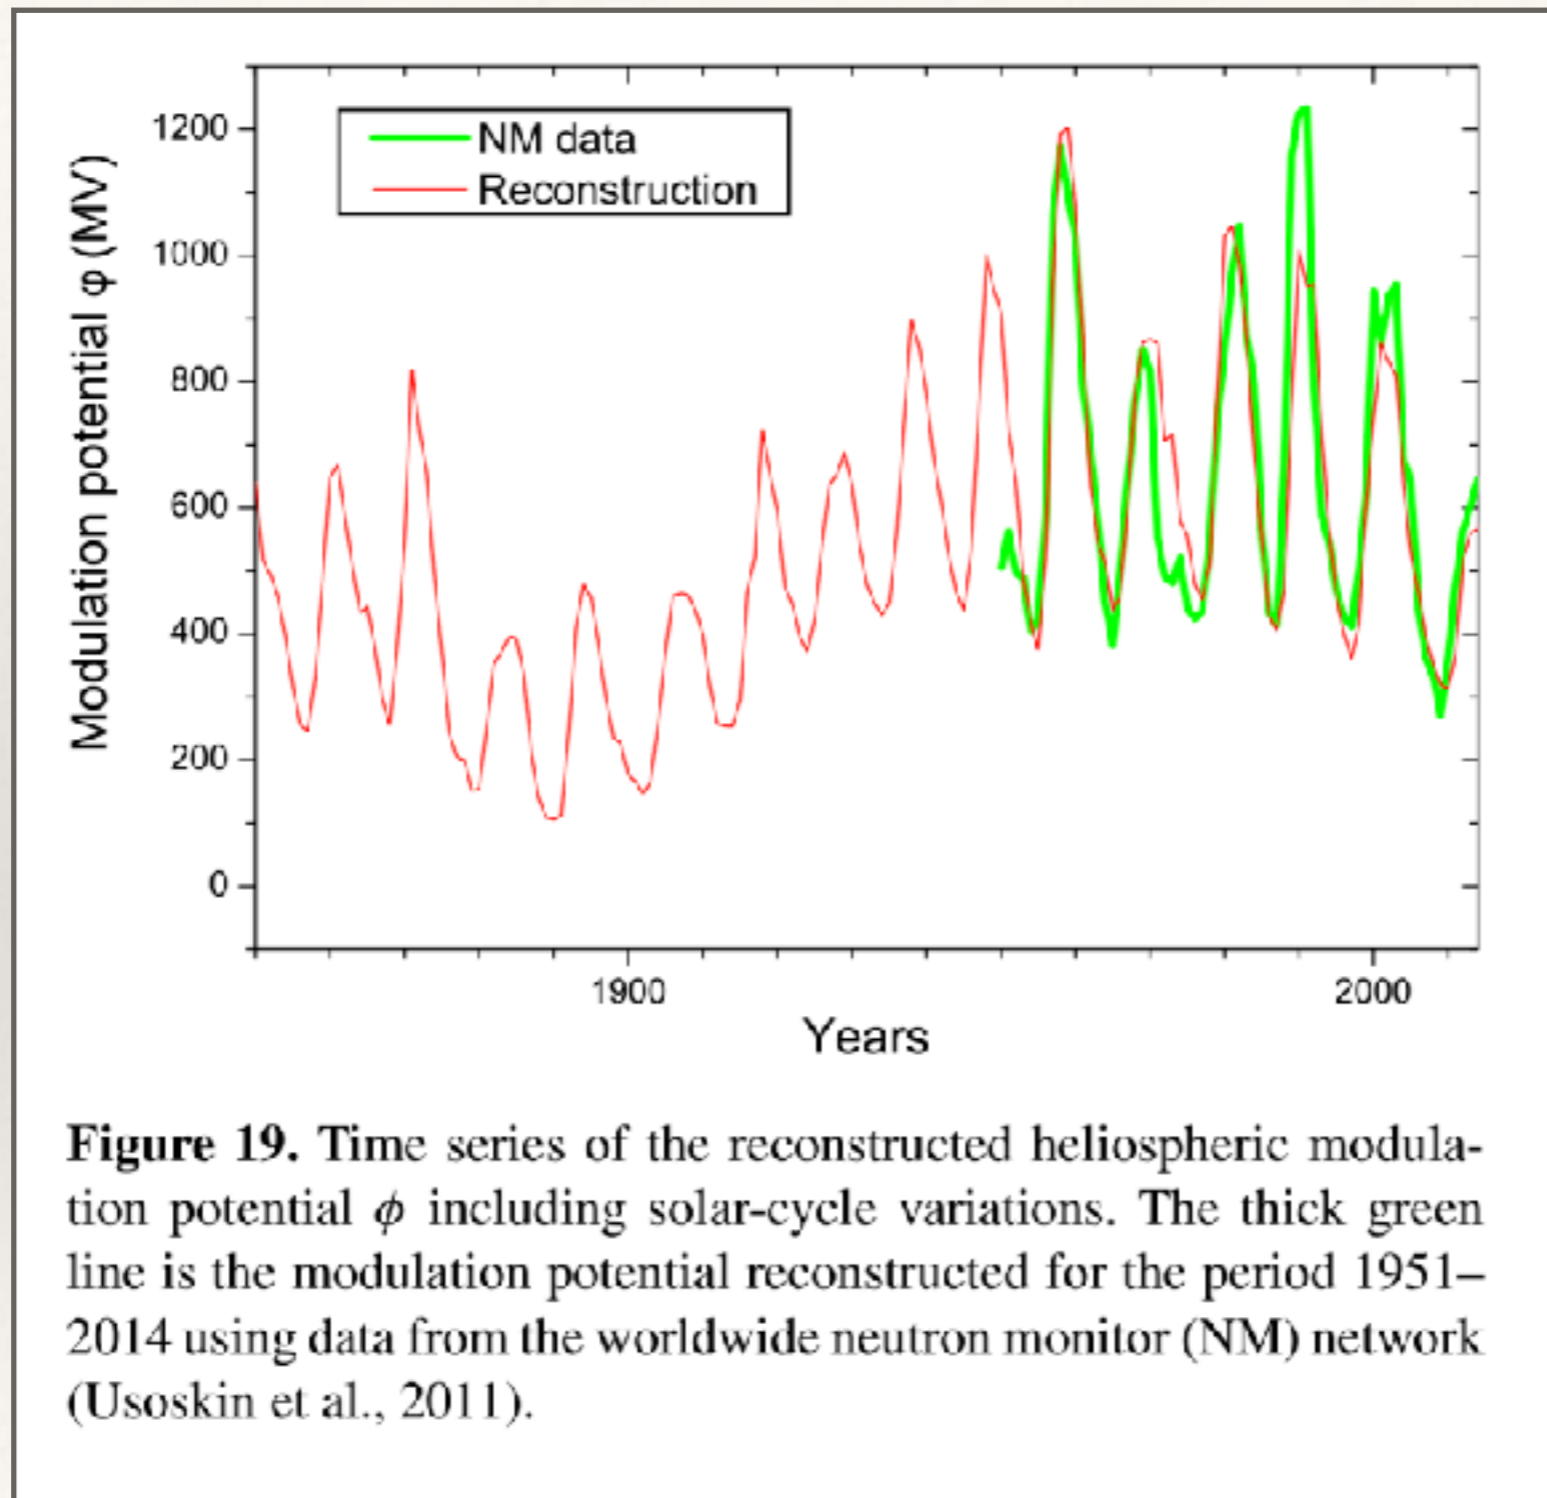 1200
1000
800
600
400
200
0
Modulation potential φ (MV)
NM data
Reconstruction
1900
2000
Years
Figure 19. Time series of the reconstructed heliospheric modula-
tion potential ϕ including solar-cycle variations. The thick green
line is the modulation potential reconstructed for the period 1951–
2014 using data from the worldwide neutron monitor (NM) network
(Usoskin et al., 2011).